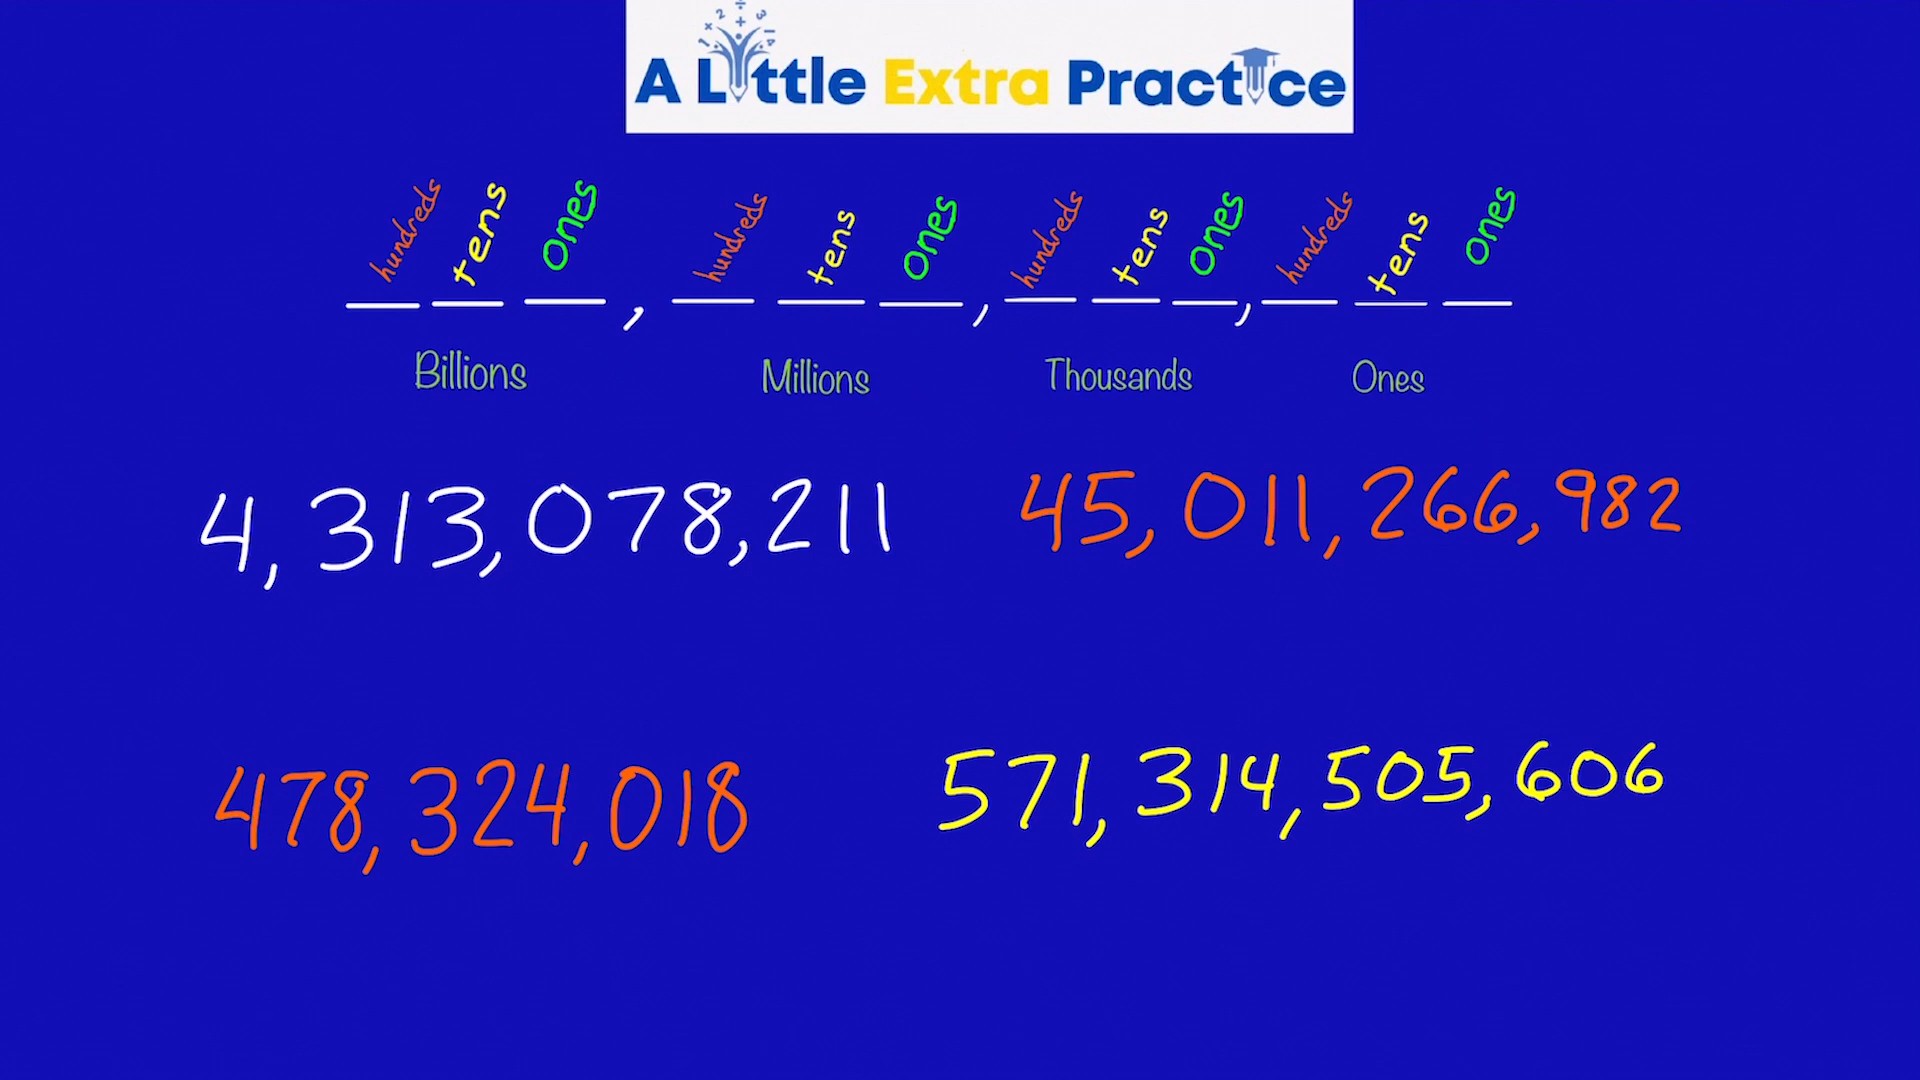 A Little Extra Practice
hundreds tens ones hundreds tens ones hundreds tens ones hundreds tens ones
, , ,
Billions Millions Thousands Ones
4,313,078,211 45,011,266,982
478,324,018 571,314,505,606